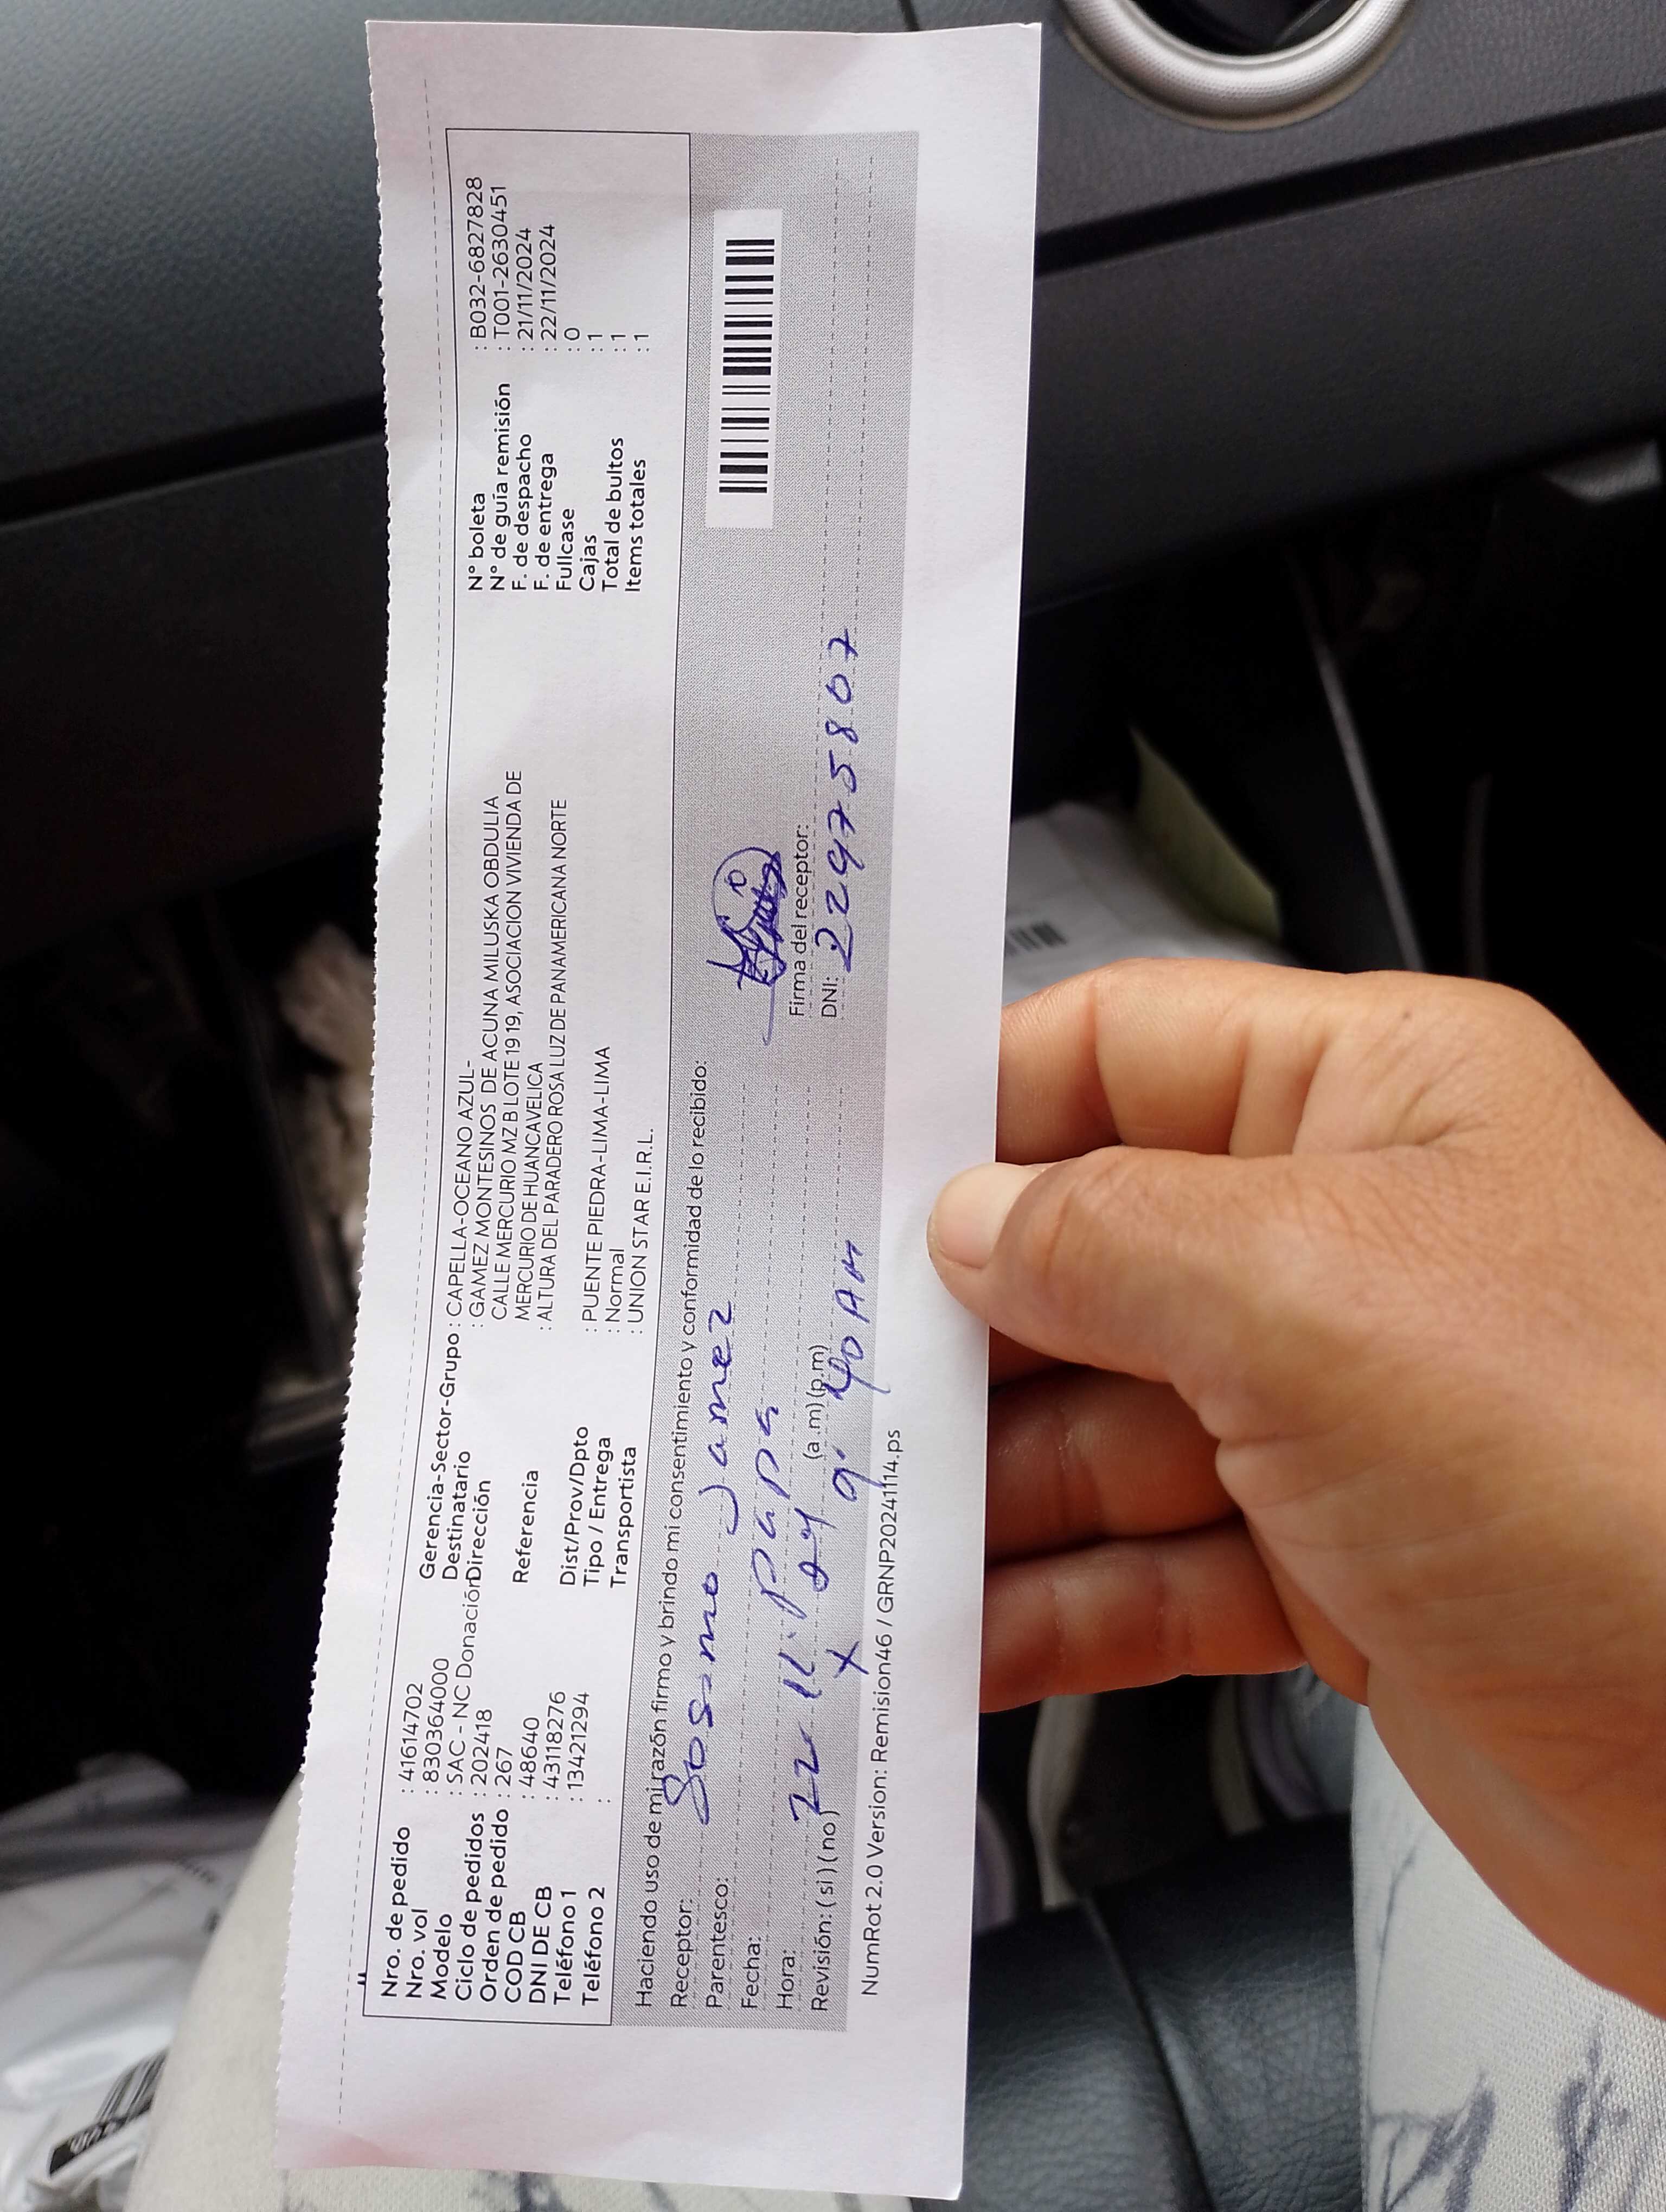 Nro. de pedido : 41614702
Nro. vol : 8303364000
Modelo : SAC - NC Donación
Ciclo de pedidos : 202418
Orden de pedido : 267
COD CB : 48640
DNI DE CB : 43118276
Teléfono 1 : 13421294
Teléfono 2 :
Gerencia-Sector-Grupo : CAPELLA-OCEANO AZUL-
Destinatario : GAMEZ MONTESINOS DE ACUNA MILUSKA OBDULIA
Dirección CALLE MERCURIO MZ B LOTE 19 19, ASOCIACION VIVIENDA DE
MERCURIO DE HUANCAVELICA
Referencia : ALTURA DEL PARADERO ROSA LUZ DE PANAMERICANA NORTE
Dist/Prov/Dpto : PUENTE PIEDRA-LIMA-LIMA
Tipo / Entrega : Normal
Transportista : UNION STAR E.I.R.L.
N° boleta : B032-6827828
N° de guía remisión : T001-2630451
F. de despacho : 21/11/2024
F. de entrega : 22/11/2024
Fullcase : 0
Cajas : 1
Total de bultos : 1
Items totales : 1
Haciendo uso de mi razón firmo y brindo mi consentimiento y conformidad de lo recibido:
Receptor:
Parentesco: Papa
Fecha: 22 11 24
Hora: (a .m) (p.m) 9:40 AM
Revisión: ( si ) ( no ) X
Firma del receptor:
DNI: 22975807
NumRot 2.0 Version: Remision46 / GRNP20241114.ps